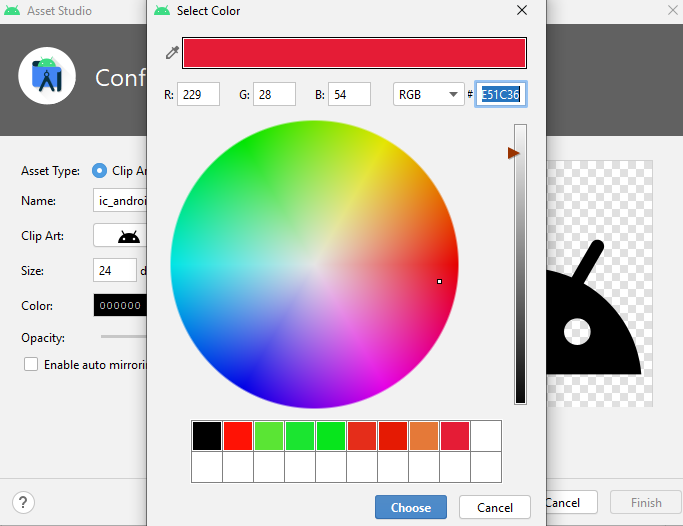 Asset Studio
Select Color
Conf
R: 229 G: 28 B: 54 RGB # E51C36
Asset Type: Clip Ar
Name: ic_androi
Clip Art:
Size: 24 d
Color: 000000
Opacity:
Enable auto mirrorin
? Choose Cancel Cancel Finish